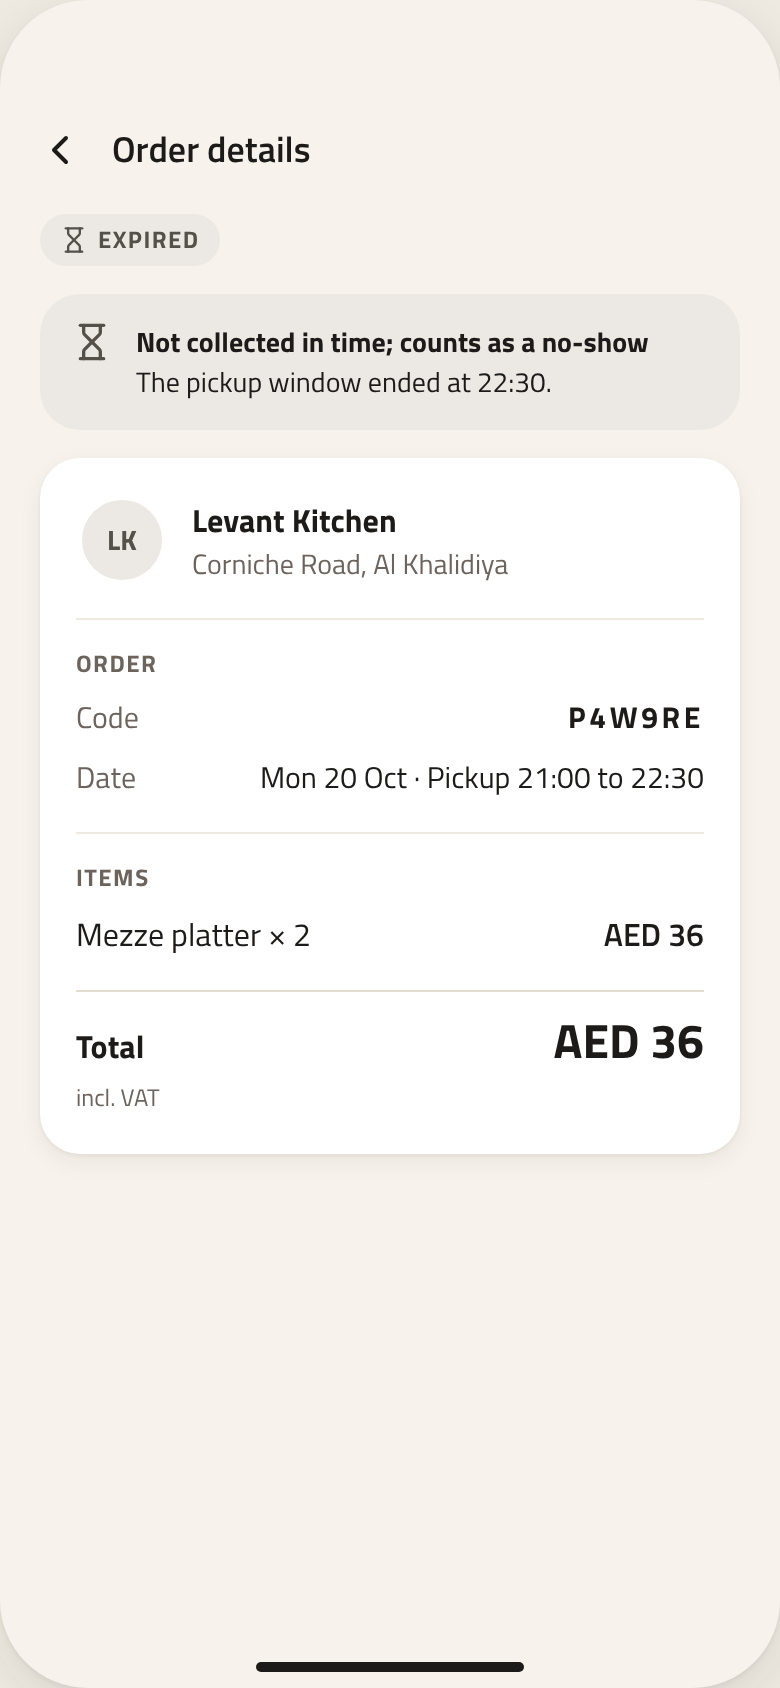 Order details
EXPIRED
Not collected in time; counts as a no-show
The pickup window ended at 22:30.
LK
Levant Kitchen
Corniche Road, Al Khalidiya
ORDER
Code P4W9RE
Date Mon 20 Oct · Pickup 21:00 to 22:30
ITEMS
Mezze platter × 2 AED 36
Total AED 36
incl. VAT